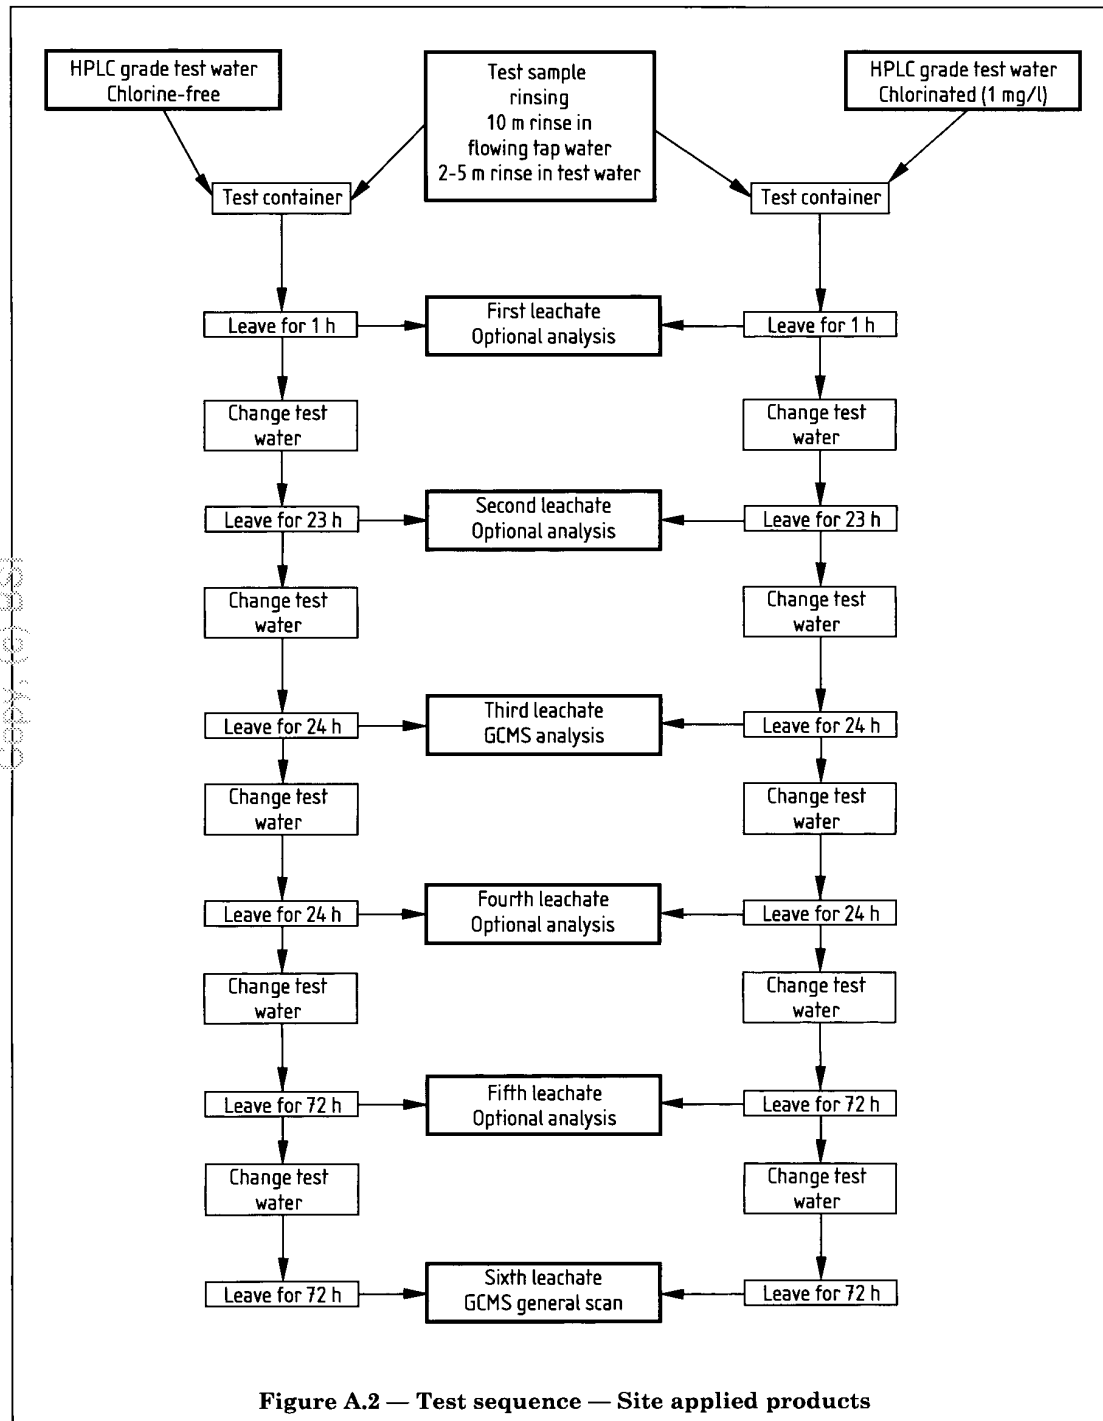 HPLC grade test water
Chlorine-free
Test sample
rinsing
10 m rinse in
flowing tap water
2-5 m rinse in test water
HPLC grade test water
Chlorinated (1 mg/l)
Test container
Test container
Leave for 1 h
First leachate
Optional analysis
Leave for 1 h
Change test
water
Change test
water
Leave for 23 h
Second leachate
Optional analysis
Leave for 23 h
Change test
water
Change test
water
Leave for 24 h
Third leachate
GCMS analysis
Leave for 24 h
Change test
water
Change test
water
Leave for 24 h
Fourth leachate
Optional analysis
Leave for 24 h
Change test
water
Change test
water
Leave for 72 h
Fifth leachate
Optional analysis
Leave for 72 h
Change test
water
Change test
water
Leave for 72 h
Sixth leachate
GCMS general scan
Leave for 72 h
Figure A.2 — Test sequence — Site applied products